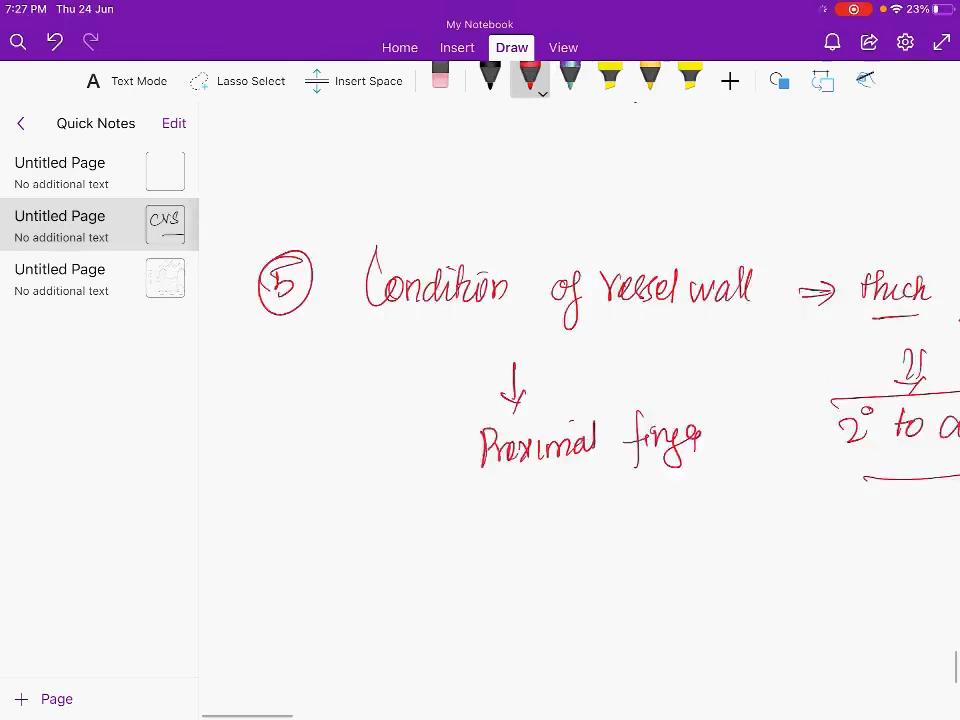 7:27 PM Thu 24 Jun
23%
My Notebook
Home Insert Draw View
Text Mode Lasso Select Insert Space
Quick Notes Edit
Untitled Page
No additional text
Untitled Page
No additional text
CNS
Untitled Page
No additional text
5 Condition of vessel wall ⇒ thick
↓
2° to a
Proximal finge
+ Page